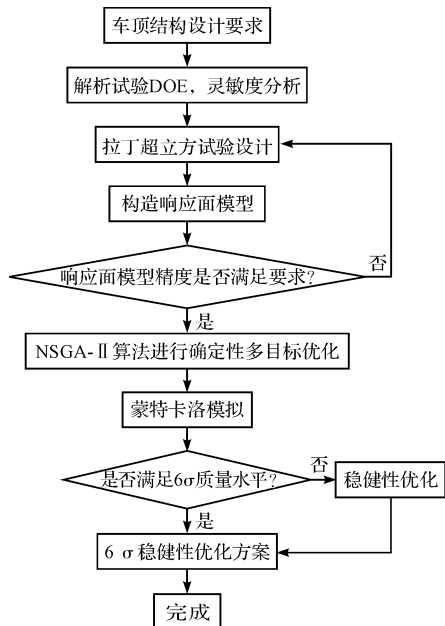 车顶结构设计要求
解析试验DOE，灵敏度分析
拉丁超立方试验设计
构造响应面模型
响应面模型精度是否满足要求？
否
是
NSGA-Ⅱ算法进行确定性多目标优化
蒙特卡洛模拟
是否满足6σ质量水平？
否
稳健性优化
是
6 σ稳健性优化方案
完成